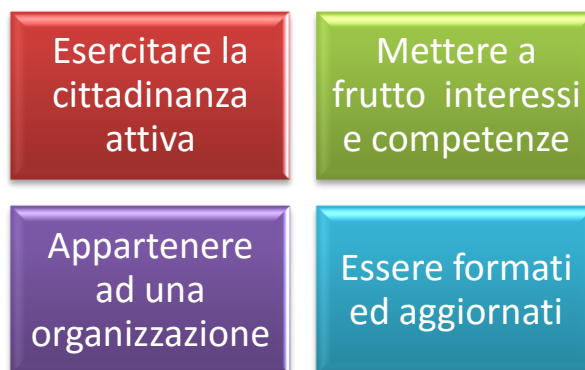 Esercitare la
cittadinanza
attiva
Mettere a
frutto interessi
e competenze
Appartenere
ad una
organizzazione
Essere formati
ed aggiornati